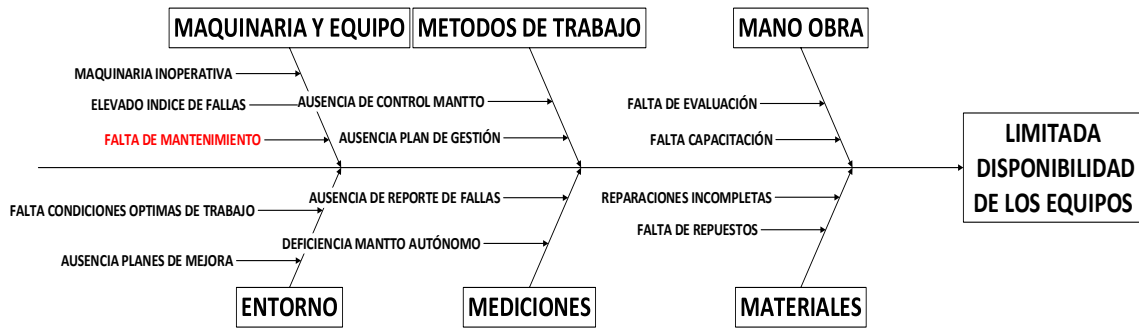 MAQUINARIA Y EQUIPO
METODOS DE TRABAJO
MANO OBRA
MAQUINARIA INOPERATIVA
ELEVADO INDICE DE FALLAS
FALTA DE MANTENIMIENTO
AUSENCIA DE CONTROL MANTTO
AUSENCIA PLAN DE GESTIÓN
FALTA DE EVALUACIÓN
FALTA CAPACITACIÓN
LIMITADA
DISPONIBILIDAD
DE LOS EQUIPOS
FALTA CONDICIONES OPTIMAS DE TRABAJO
AUSENCIA PLANES DE MEJORA
AUSENCIA DE REPORTE DE FALLAS
DEFICIENCIA MANTTO AUTÓNOMO
REPARACIONES INCOMPLETAS
FALTA DE REPUESTOS
ENTORNO
MEDICIONES
MATERIALES